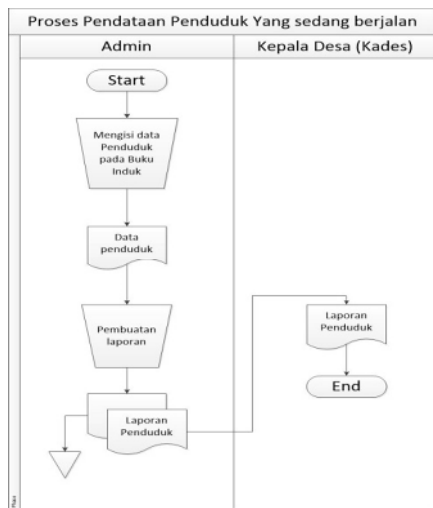 Proses Pendataan Penduduk Yang sedang berjalan
Admin
Kepala Desa (Kades)
Start
Mengisi data
Penduduk
pada Buku
Induk
Data
penduduk
Pembuatan
laporan
Laporan
Penduduk
Laporan
Penduduk
End